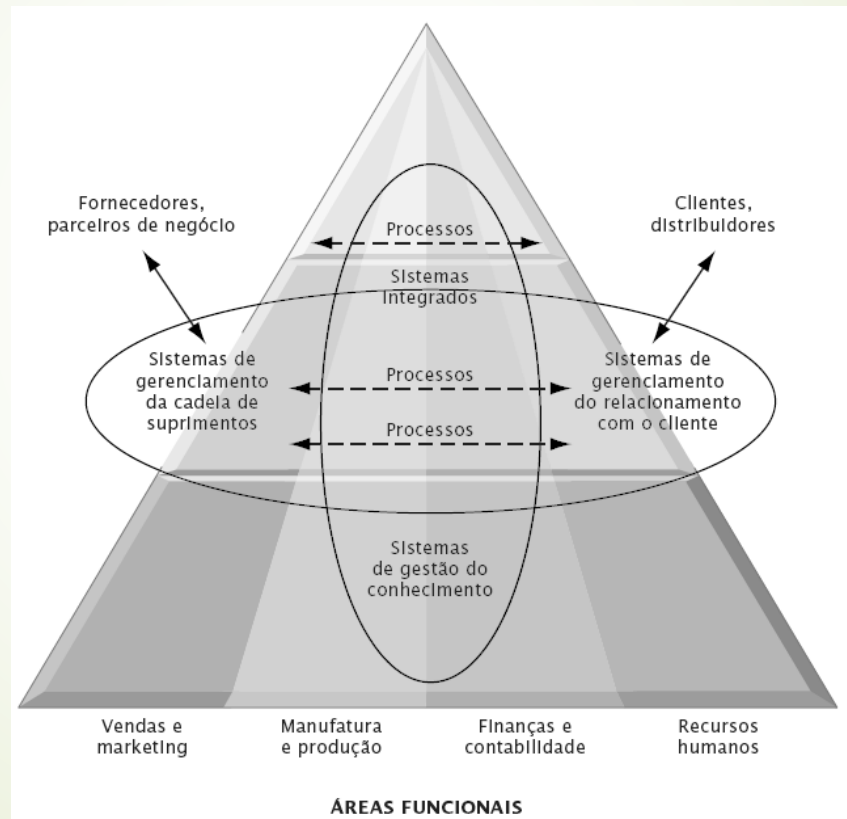 Fornecedores,
parceiros de negócio
Clientes,
distribuidores
Processos
Sistemas
integrados
Sistemas de
gerenciamento
da cadeia de
suprimentos
Processos
Processos
Sistemas de
gerenciamento
do relacionamento
com o cliente
Sistemas
de gestão do
conhecimento
Vendas e
marketing
Manufatura
e produção
Finanças e
contabilidade
Recursos
humanos
ÁREAS FUNCIONAIS